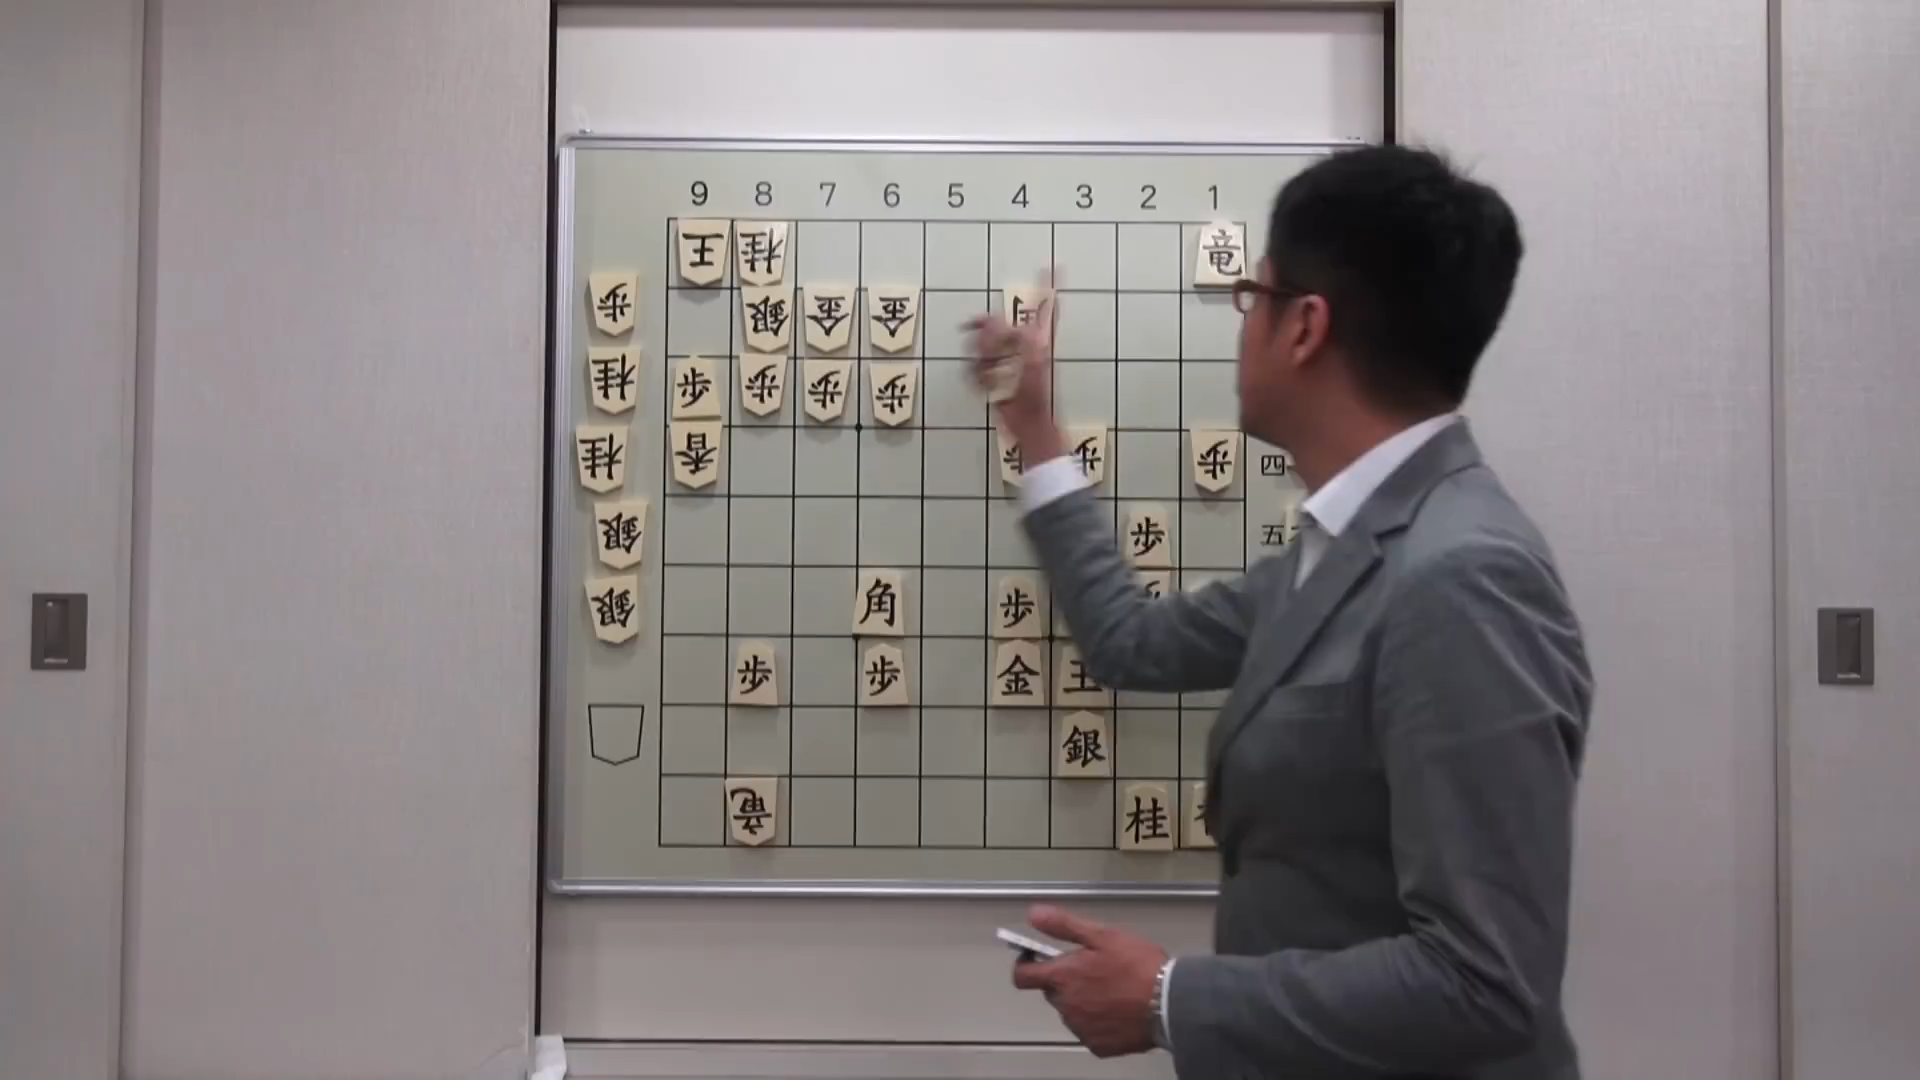 9 8 7 6 5 4 3 2 1
王 桂 竜
歩 銀 金 金 角
桂 歩 歩 歩 歩
桂 香 歩 歩 歩 四
銀 歩 五
銀 角 歩
歩 歩 金 王
銀
竜 桂